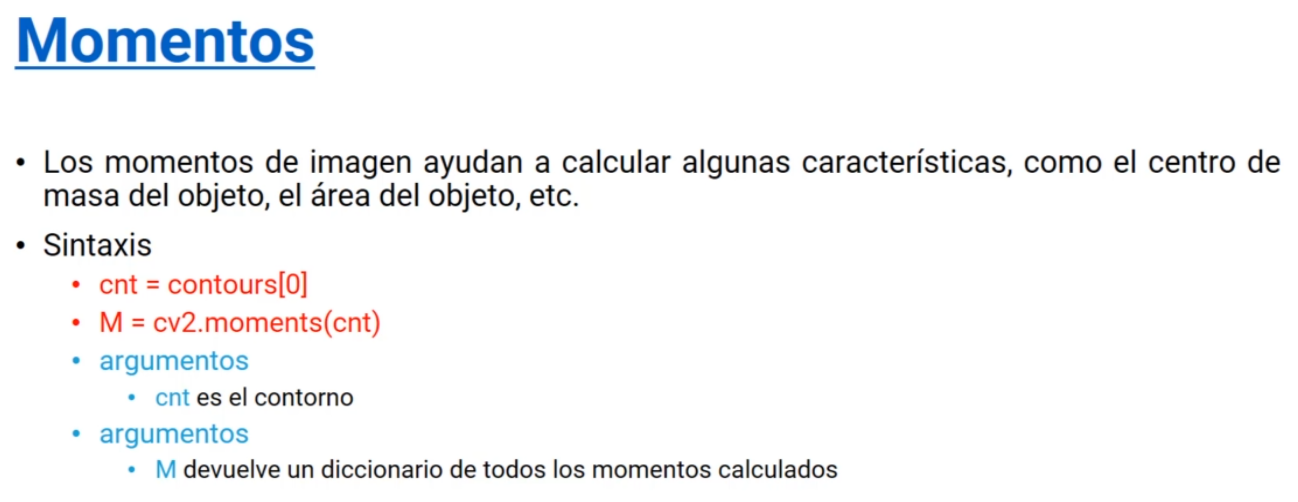 Momentos
• Los momentos de imagen ayudan a calcular algunas características, como el centro de
masa del objeto, el área del objeto, etc.
• Sintaxis
• cnt = contours[0]
• M = cv2.moments(cnt)
• argumentos
• cnt es el contorno
• argumentos
• M devuelve un diccionario de todos los momentos calculados